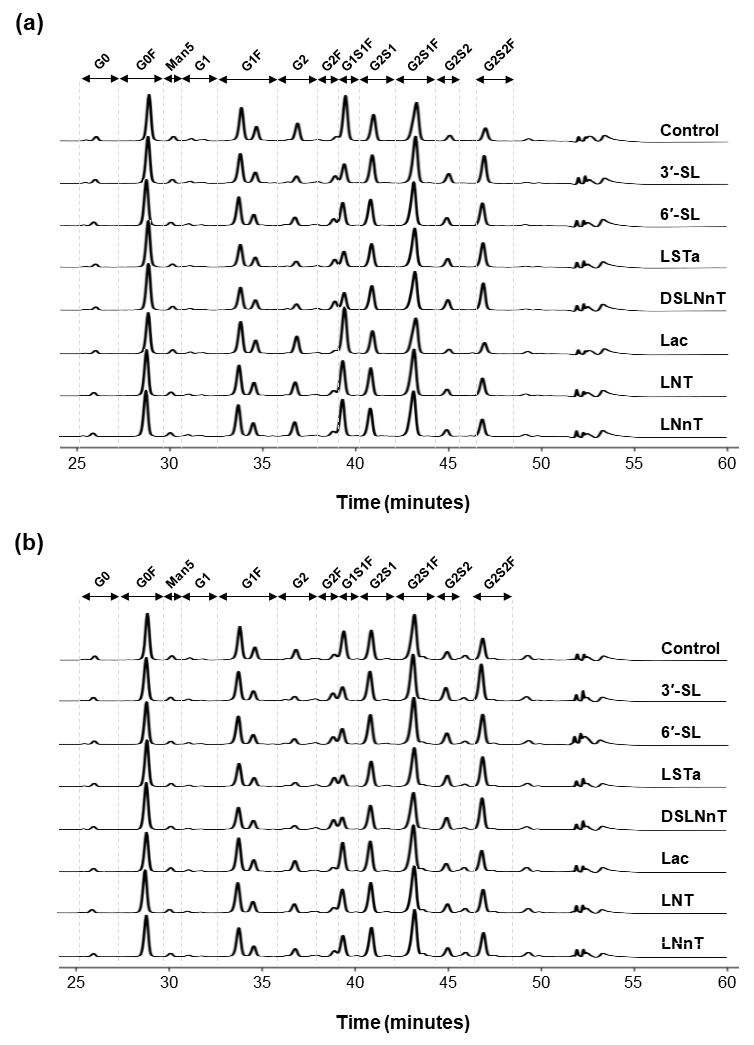 (a)
G0 G0F Man5 G1 G1F G2 G2F G1S1F G2S1 G2S1F G2S2 G2S2F
Control
3′-SL
6′-SL
LSTa
DSLNnT
Lac
LNT
LNnT
25 30 35 40 45 50 55 60
Time (minutes)
(b)
G0 G0F Man5 G1 G1F G2 G2F G1S1F G2S1 G2S1F G2S2 G2S2F
Control
3′-SL
6′-SL
LSTa
DSLNnT
Lac
LNT
LNnT
25 30 35 40 45 50 55 60
Time (minutes)